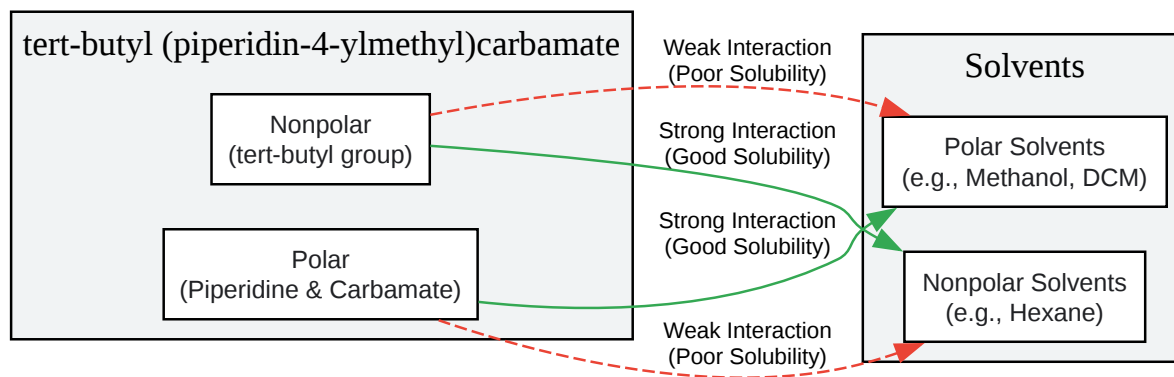 tert-butyl (piperidin-4-ylmethyl)carbamate
Nonpolar
(tert-butyl group)
Polar
(Piperidine & Carbamate)
Weak Interaction
(Poor Solubility)
Strong Interaction
(Good Solubility)
Strong Interaction
(Good Solubility)
Weak Interaction
(Poor Solubility)
Solvents
Polar Solvents
(e.g., Methanol, DCM)
Nonpolar Solvents
(e.g., Hexane)